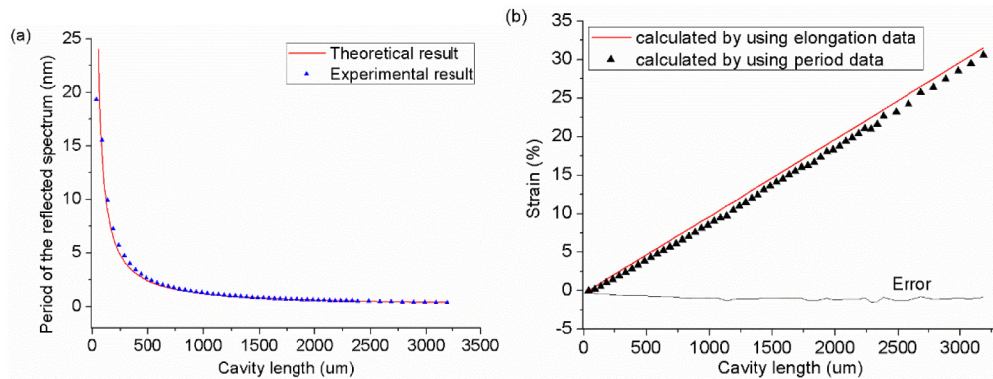 (a)
25
20
15
10
5
0
Period of the reflected spectrum (nm)
Theoretical result
Experimental result
0 500 1000 1500 2000 2500 3000 3500
Cavity length (um)
(b)
35
30
25
20
15
10
5
0
-5
Strain (%)
calculated by using elongation data
calculated by using period data
Error
0 500 1000 1500 2000 2500 3000
Cavity length (um)